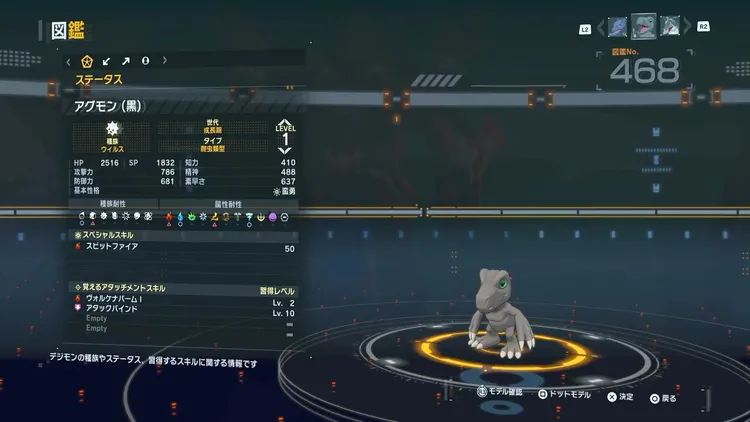 図鑑
L2
R2
図鑑No.
468
ステータス
アグモン（黒）
種族
ウイルス
世代
成長期
タイプ
爬虫類型
LEVEL
1
HP 2516 SP 1832 知力 410
攻撃力 786 精神 488
防御力 681 素早さ 637
基本性格 蛮勇
種族耐性 属性耐性
スペシャルスキル
スピットファイア 50
覚えるアタッチメントスキル 習得レベル
ヴォルケナパームⅠ Lv. 2
アタックバインド Lv. 10
Empty
Empty
デジモンの種族やステータス、習得するスキルに関する情報です
モデル確認 ドットモデル 決定 戻る